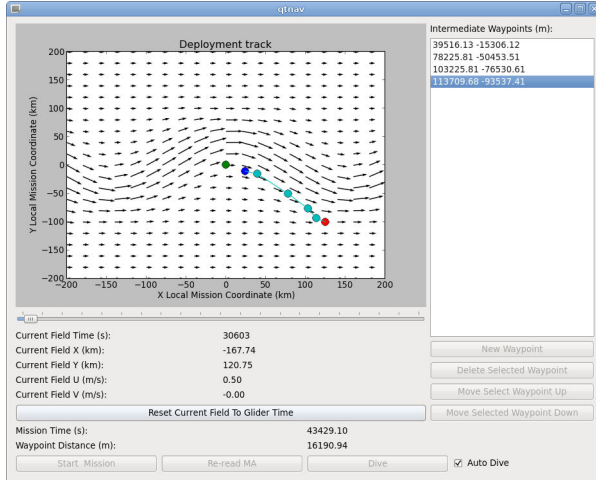 qtnav
Deployment track
200
150
100
50
0
−50
−100
−150
−200
−200 −150 −100 −50 0 50 100 150 200
Y Local Mission Coordinate (km)
X Local Mission Coordinate (km)
Intermediate Waypoints (m):
39516.13 -15306.12
78225.81 -50453.51
103225.81 -76530.61
113709.68 -93537.41
Current Field Time (s): 30603
Current Field X (km): -167.74
Current Field Y (km): 120.75
Current Field U (m/s): 0.50
Current Field V (m/s): -0.00
New Waypoint
Delete Selected Waypoint
Move Select Waypoint Up
Reset Current Field To Glider Time
Move Selected Waypoint Down
Mission Time (s): 43429.10
Waypoint Distance (m): 16190.94
Start Mission Re-read MA Dive Auto Dive